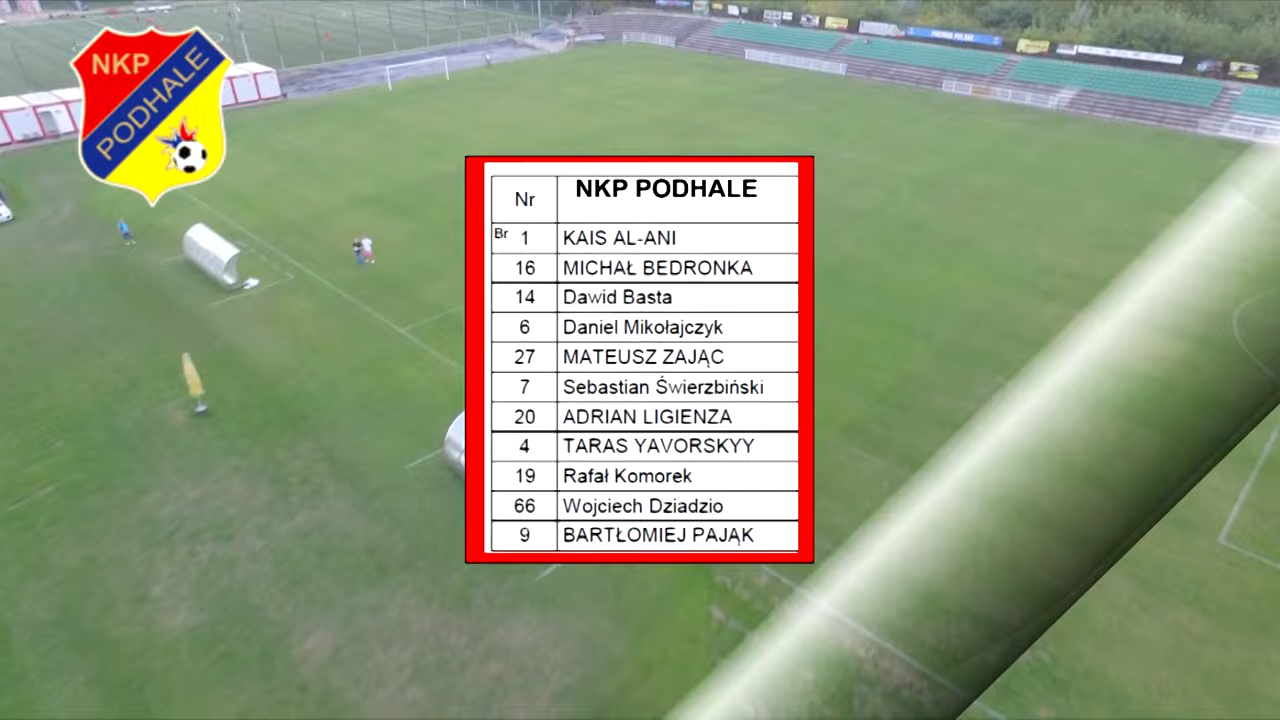 NKP
PODHALE
Nr NKP PODHALE
Br 1 KAIS AL-ANI
16 MICHAŁ BEDRONKA
14 Dawid Basta
6 Daniel Mikołajczyk
27 MATEUSZ ZAJĄC
7 Sebastian Świerzbiński
20 ADRIAN LIGIENZA
4 TARAS YAVORSKYY
19 Rafał Komorek
66 Wojciech Dziadzio
9 BARTŁOMIEJ PAJĄK